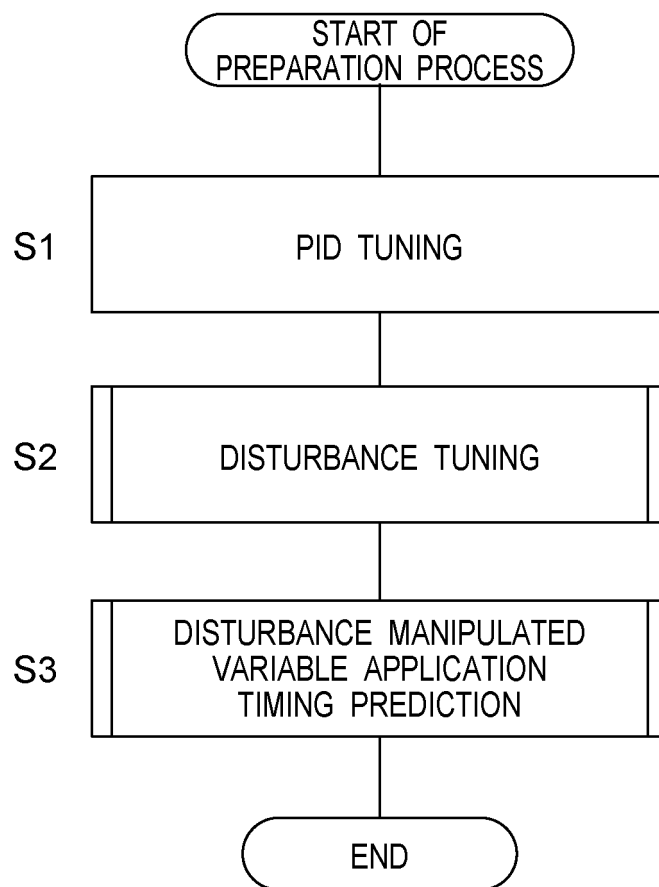 START OF
PREPARATION PROCESS
S1
PID TUNING
S2
DISTURBANCE TUNING
S3
DISTURBANCE MANIPULATED
VARIABLE APPLICATION
TIMING PREDICTION
END